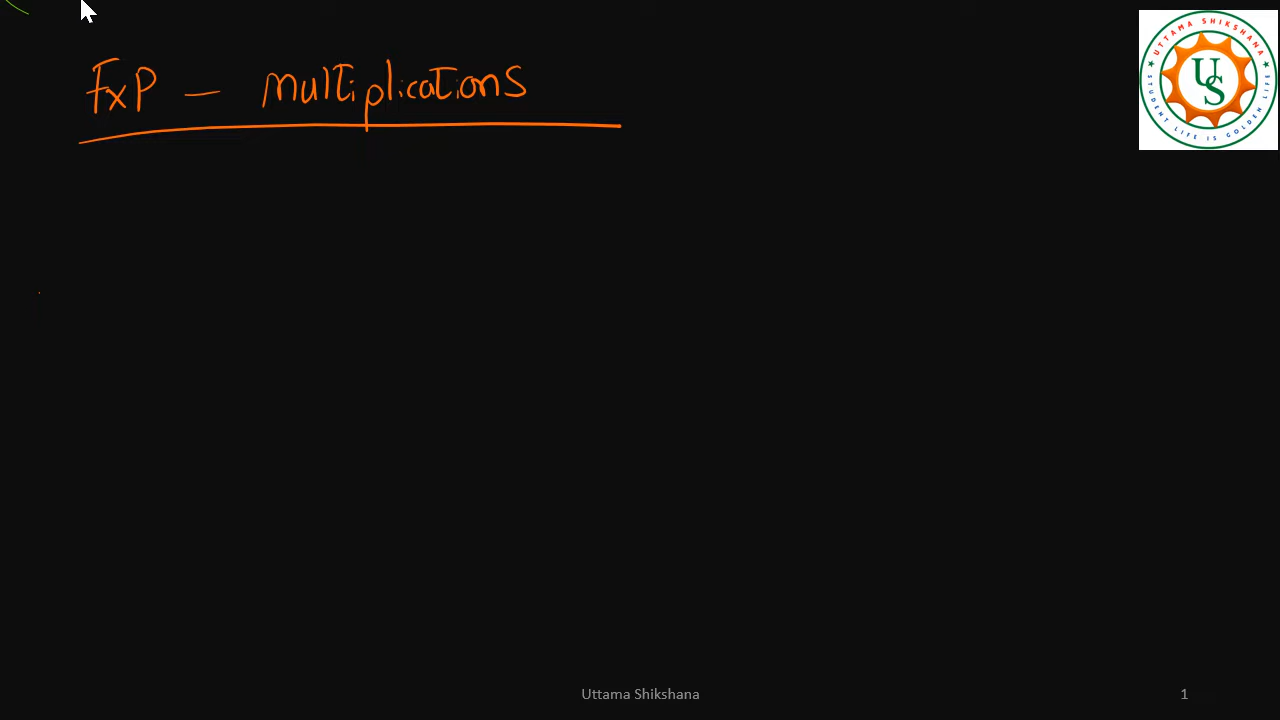 FxP — multiplications
UTTAMA SHIKSHANA
US
STUDENT LIFE IS GOLDEN LIFE
Uttama Shikshana
1